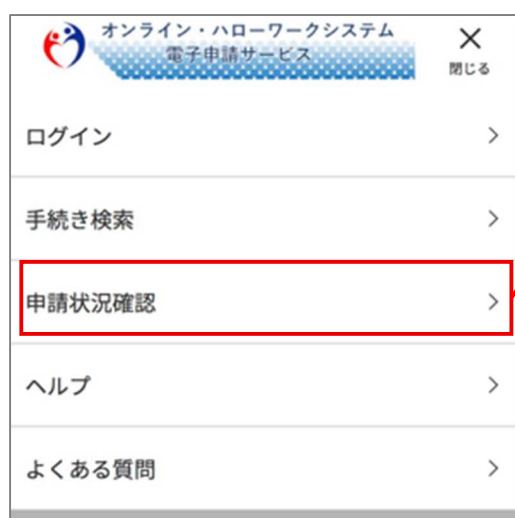 オンライン・ハローワークシステム
電子申請サービス
閉じる
ログイン
手続き検索
申請状況確認
ヘルプ
よくある質問